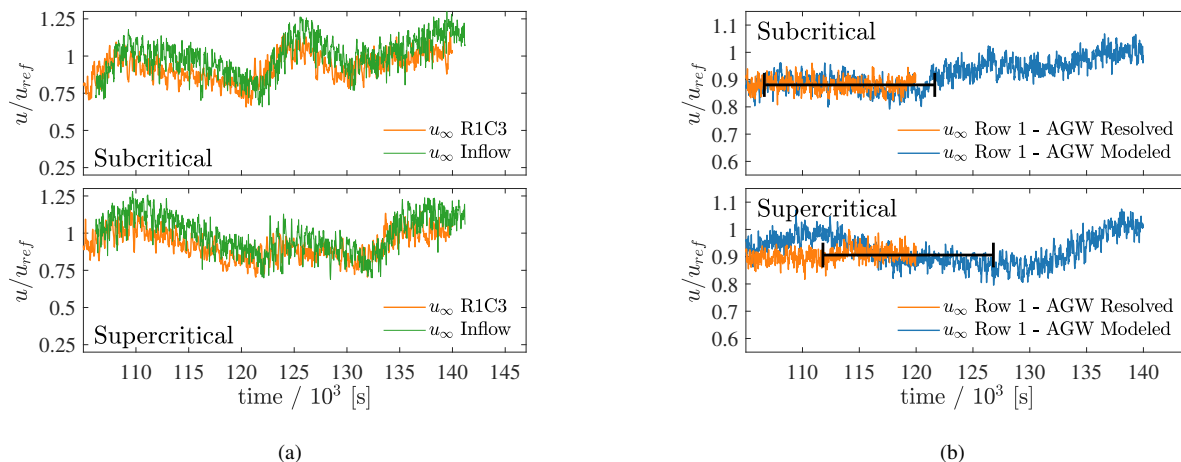 1.25
1
0.75
0.5
0.25
u/u_ref
u∞ R1C3
u∞ Inflow
Subcritical
1.25
1
0.75
0.5
0.25
u/u_ref
u∞ R1C3
u∞ Inflow
Supercritical
110 115 120 125 130 135 140 145
time / 10³ [s]
(a)
1.1
1
0.9
0.8
0.7
0.6
u/u_ref
Subcritical
u∞ Row 1 - AGW Resolved
u∞ Row 1 - AGW Modeled
1.1
1
0.9
0.8
0.7
0.6
u/u_ref
Supercritical
u∞ Row 1 - AGW Resolved
u∞ Row 1 - AGW Modeled
110 115 120 125 130 135 140
time / 10³ [s]
(b)